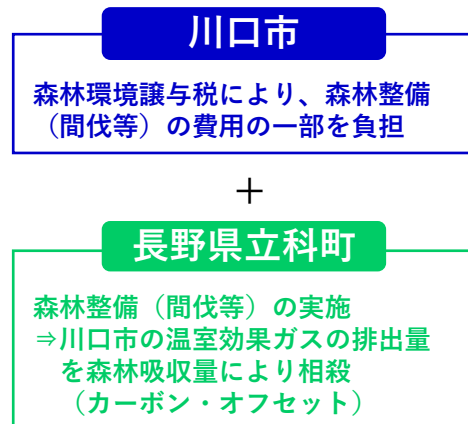 川口市
森林環境譲与税により、森林整備
（間伐等）の費用の一部を負担
＋
長野県立科町
森林整備（間伐等）の実施
⇒川口市の温室効果ガスの排出量
を森林吸収量により相殺
（カーボン・オフセット）